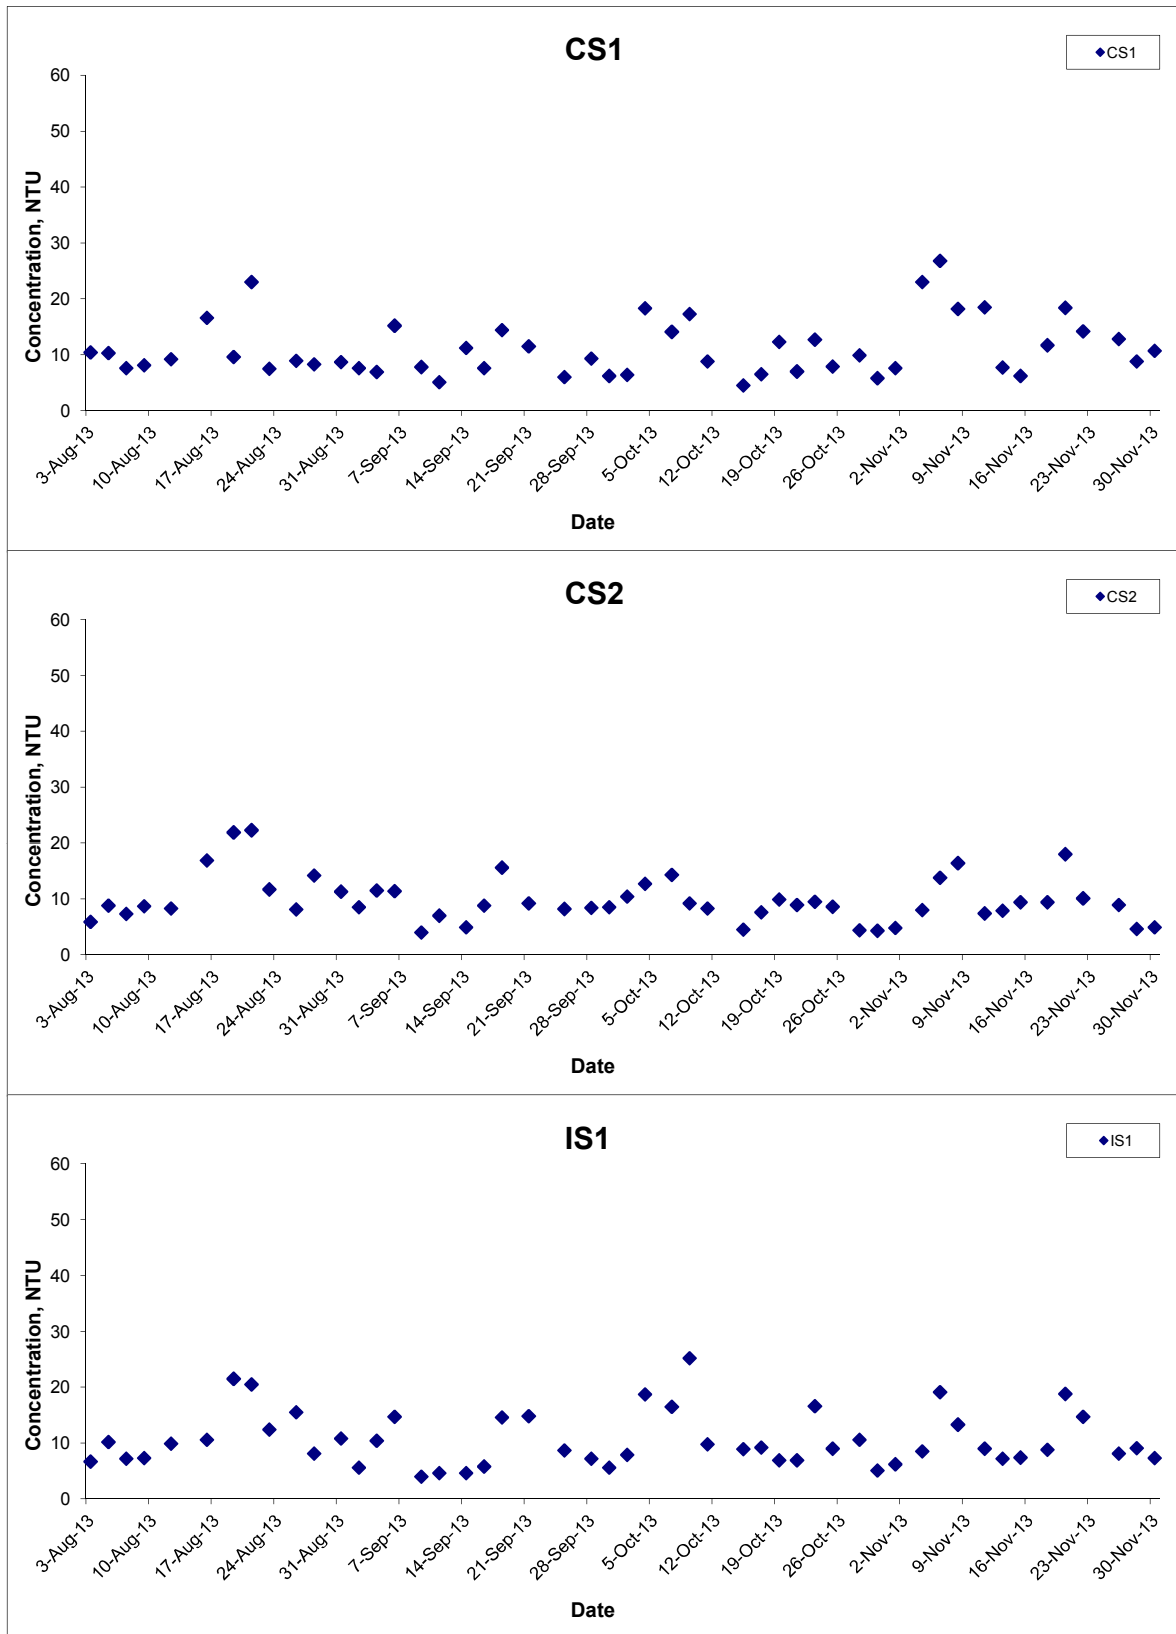 CS1
CS1
60
50
40
30
20
10
0
Concentration, NTU
3-Aug-13
10-Aug-13
17-Aug-13
24-Aug-13
31-Aug-13
7-Sep-13
14-Sep-13
21-Sep-13
28-Sep-13
5-Oct-13
12-Oct-13
19-Oct-13
26-Oct-13
2-Nov-13
9-Nov-13
16-Nov-13
23-Nov-13
30-Nov-13
Date
CS2
CS2
60
50
40
30
20
10
0
Concentration, NTU
3-Aug-13
10-Aug-13
17-Aug-13
24-Aug-13
31-Aug-13
7-Sep-13
14-Sep-13
21-Sep-13
28-Sep-13
5-Oct-13
12-Oct-13
19-Oct-13
26-Oct-13
2-Nov-13
9-Nov-13
16-Nov-13
23-Nov-13
30-Nov-13
Date
IS1
IS1
60
50
40
30
20
10
0
Concentration, NTU
3-Aug-13
10-Aug-13
17-Aug-13
24-Aug-13
31-Aug-13
7-Sep-13
14-Sep-13
21-Sep-13
28-Sep-13
5-Oct-13
12-Oct-13
19-Oct-13
26-Oct-13
2-Nov-13
9-Nov-13
16-Nov-13
23-Nov-13
30-Nov-13
Date